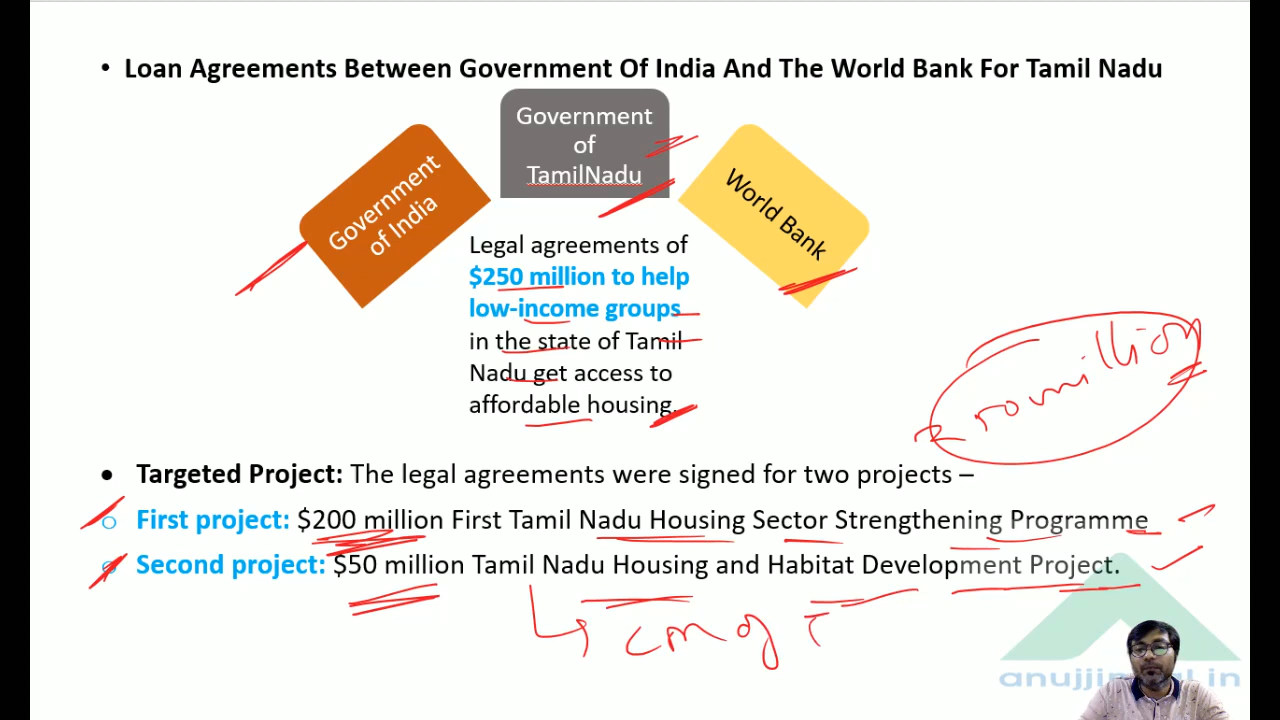 • Loan Agreements Between Government Of India And The World Bank For Tamil Nadu
Government
of India
Government
of
TamilNadu
World Bank
Legal agreements of
$250 million to help
low-income groups
in the state of Tamil
Nadu get access to
affordable housing.
million
• Targeted Project: The legal agreements were signed for two projects –
o First project: $200 million First Tamil Nadu Housing Sector Strengthening Programme
o Second project: $50 million Tamil Nadu Housing and Habitat Development Project.
cm of